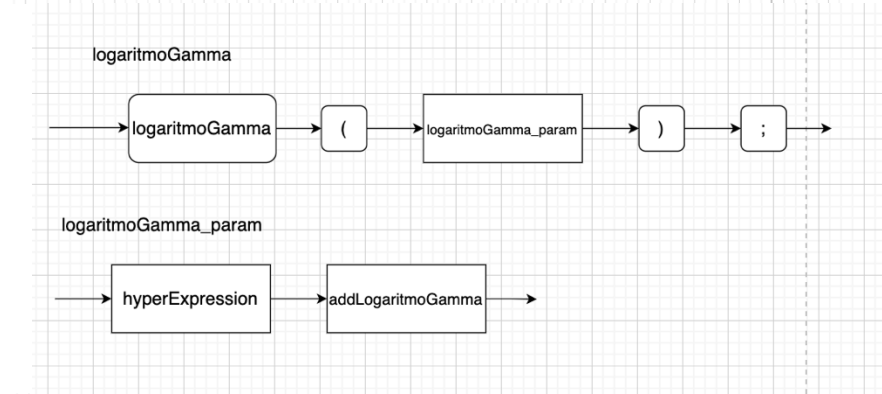 logaritmoGamma
logaritmoGamma ( logaritmoGamma_param ) ;
logaritmoGamma_param
hyperExpression addLogaritmoGamma